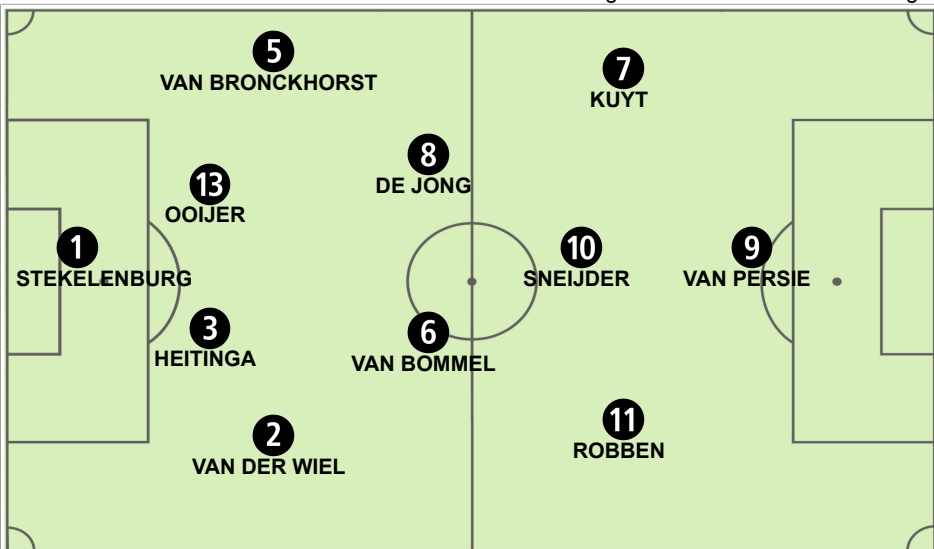 5
VAN BRONCKHORST
7
KUYT
8
DE JONG
13
OOIJER
1
STEKELENBURG
10
SNEIJDER
9
VAN PERSIE
3
HEITINGA
6
VAN BOMMEL
2
VAN DER WIEL
11
ROBBEN